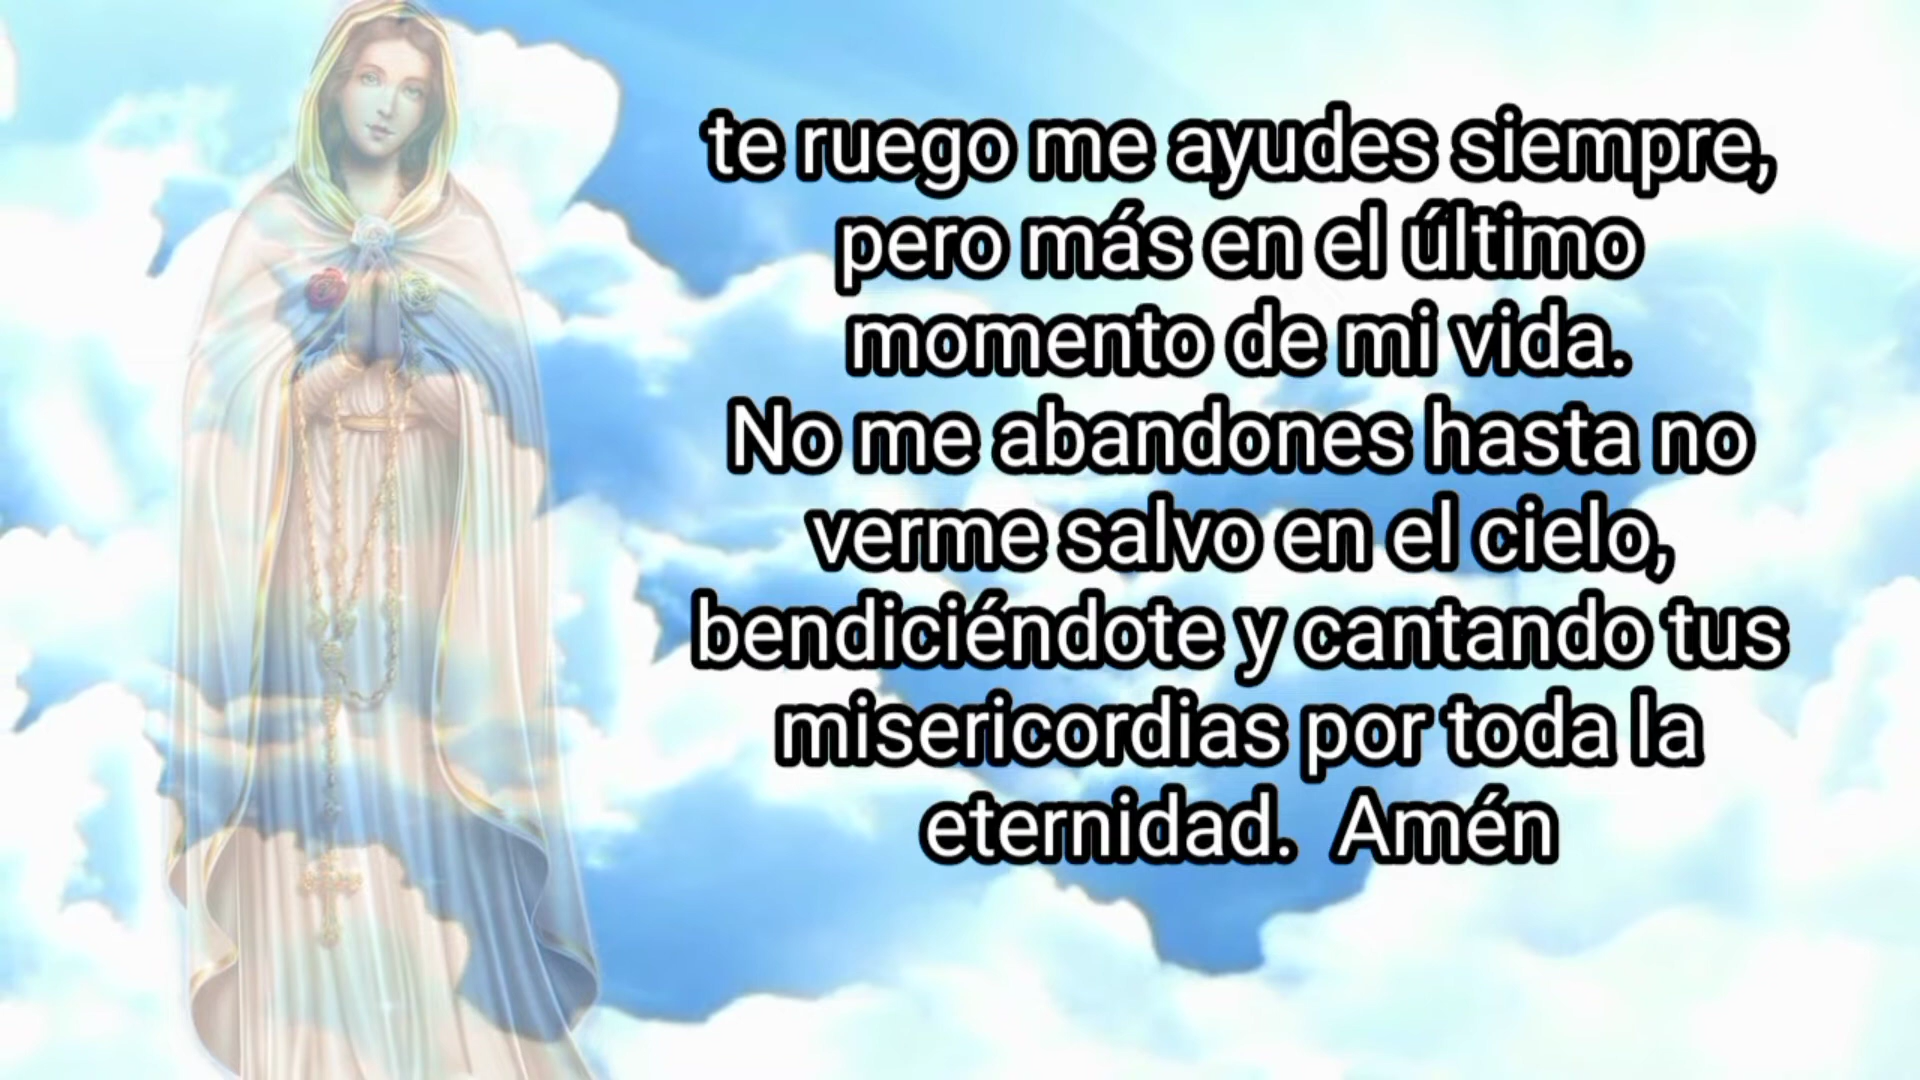 te ruego me ayudes siempre,
pero más en el último
momento de mi vida.
No me abandones hasta no
verme salvo en el cielo,
bendiciéndote y cantando tus
misericordias por toda la
eternidad.  Amén